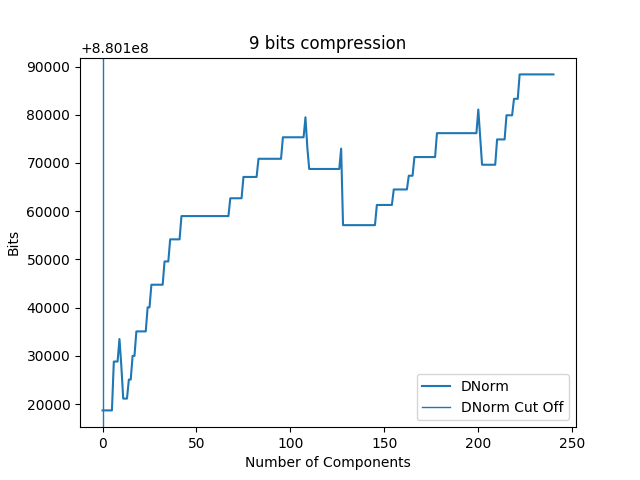 9 bits compression
+8.801e8
90000
80000
70000
60000
50000
40000
30000
20000
Bits
0 50 100 150 200 250
Number of Components
DNorm
DNorm Cut Off